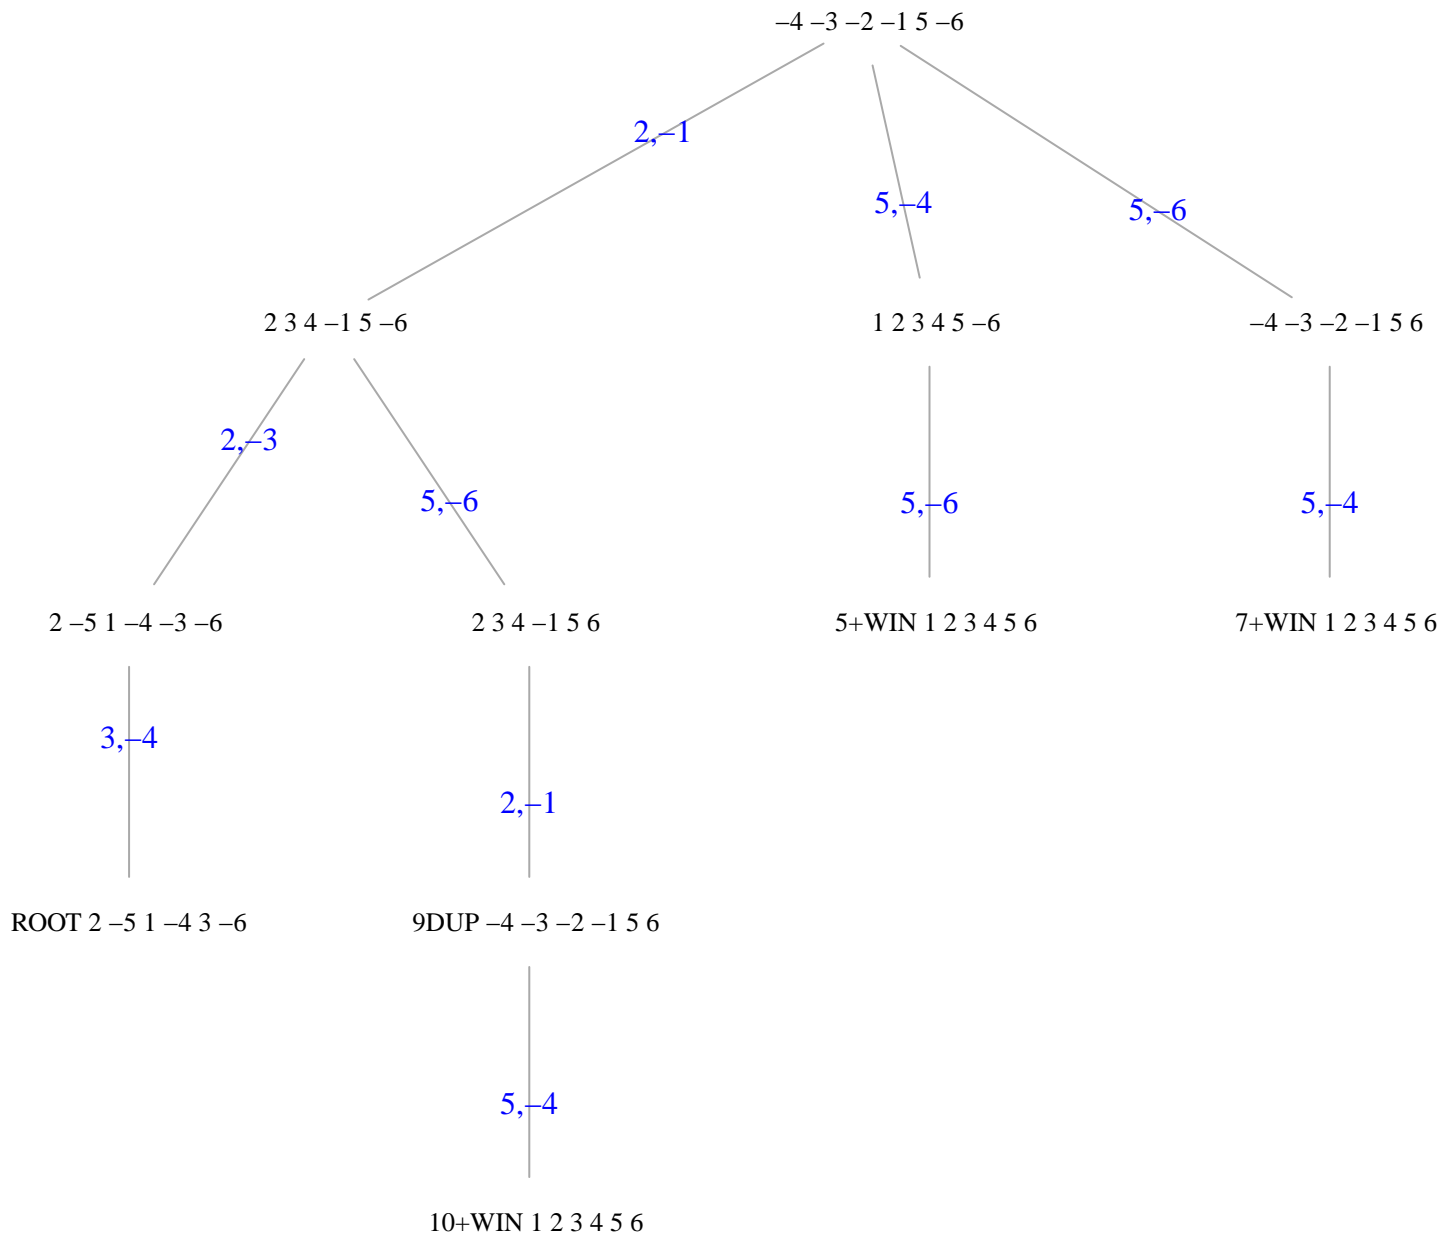 –4 –3 –2 –1 5 –6
2,–1
5,–4
5,–6
2 3 4 –1 5 –6
1 2 3 4 5 –6
–4 –3 –2 –1 5 6
2,–3
5,–6
5,–6
5,–4
2 –5 1 –4 –3 –6
2 3 4 –1 5 6
5+WIN 1 2 3 4 5 6
7+WIN 1 2 3 4 5 6
3,–4
2,–1
ROOT 2 –5 1 –4 3 –6
9DUP –4 –3 –2 –1 5 6
5,–4
10+WIN 1 2 3 4 5 6